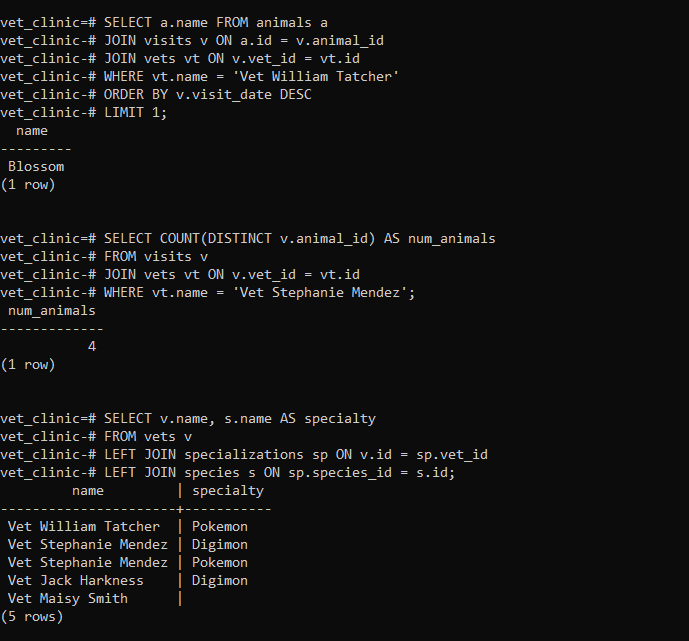 vet_clinic=# SELECT a.name FROM animals a
vet_clinic-# JOIN visits v ON a.id = v.animal_id
vet_clinic-# JOIN vets vt ON v.vet_id = vt.id
vet_clinic-# WHERE vt.name = 'Vet William Tatcher'
vet_clinic-# ORDER BY v.visit_date DESC
vet_clinic-# LIMIT 1;
  name
---------
 Blossom
(1 row)


vet_clinic=# SELECT COUNT(DISTINCT v.animal_id) AS num_animals
vet_clinic-# FROM visits v
vet_clinic-# JOIN vets vt ON v.vet_id = vt.id
vet_clinic-# WHERE vt.name = 'Vet Stephanie Mendez';
 num_animals
-------------
           4
(1 row)


vet_clinic=# SELECT v.name, s.name AS specialty
vet_clinic-# FROM vets v
vet_clinic-# LEFT JOIN specializations sp ON v.id = sp.vet_id
vet_clinic-# LEFT JOIN species s ON sp.species_id = s.id;
         name         | specialty
----------------------+-----------
 Vet William Tatcher  | Pokemon
 Vet Stephanie Mendez | Digimon
 Vet Stephanie Mendez | Pokemon
 Vet Jack Harkness    | Digimon
 Vet Maisy Smith      |
(5 rows)